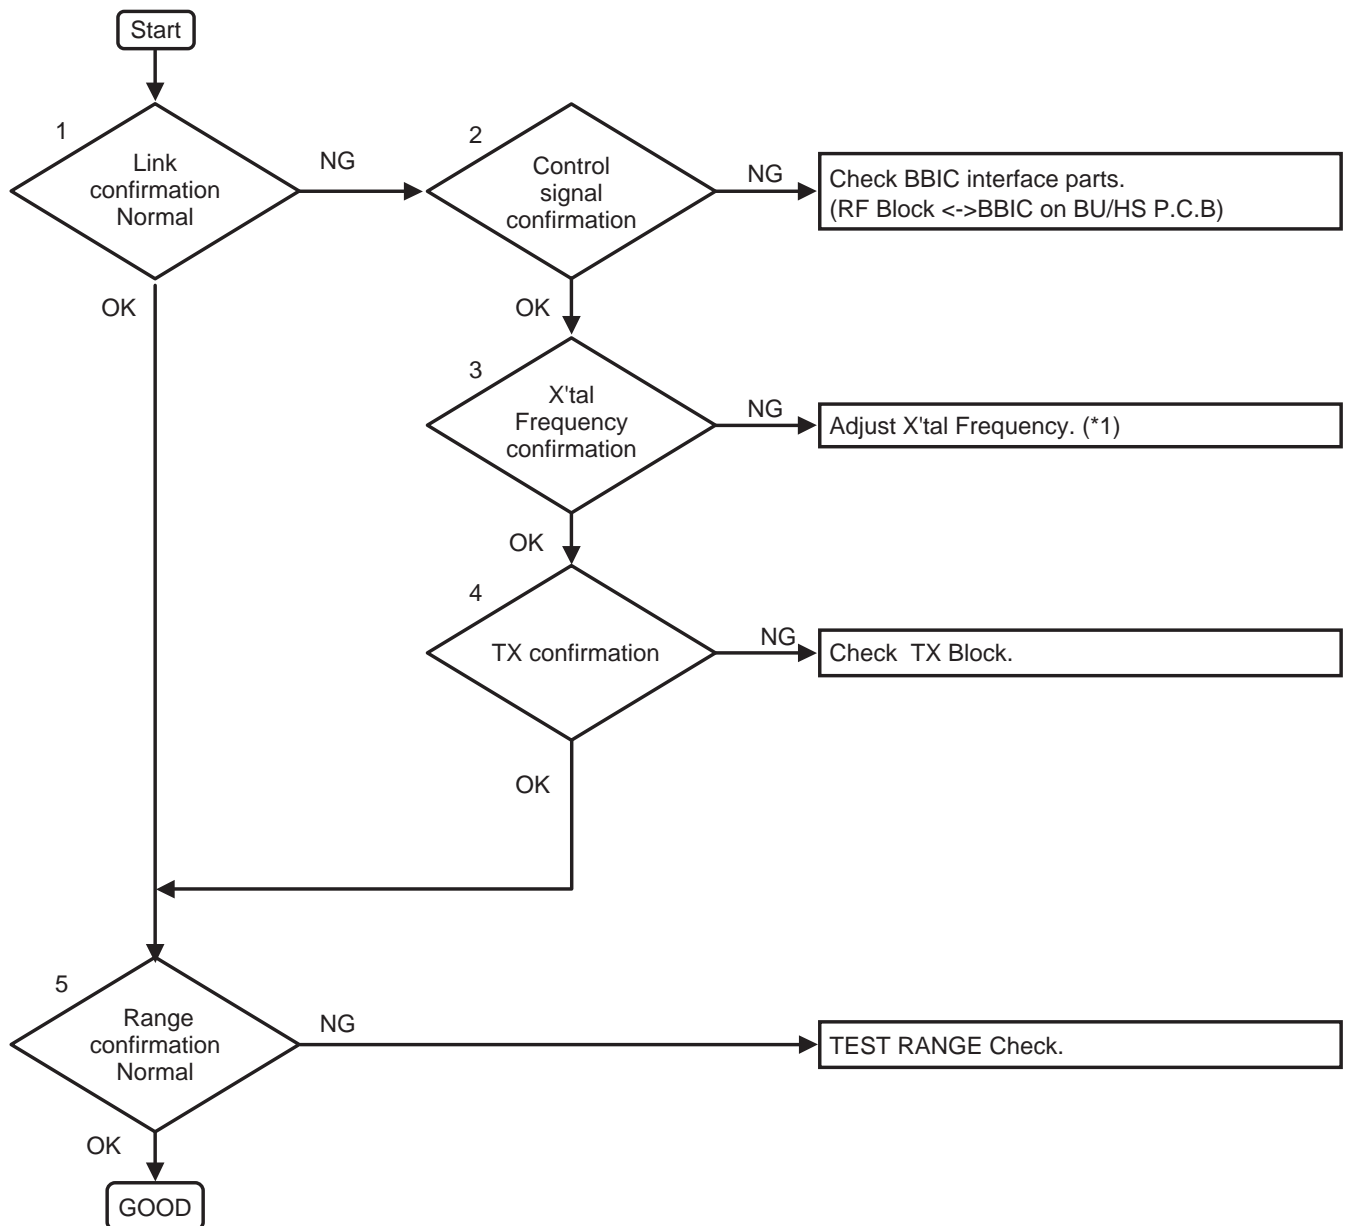 Start
1
Link
confirmation
Normal
NG
2
Control
signal
confirmation
NG
Check BBIC interface parts.
(RF Block <->BBIC on BU/HS P.C.B)
OK
OK
3
X'tal
Frequency
confirmation
NG
Adjust X'tal Frequency. (*1)
OK
4
TX confirmation
NG
Check TX Block.
OK
5
Range
confirmation
Normal
NG
TEST RANGE Check.
OK
GOOD